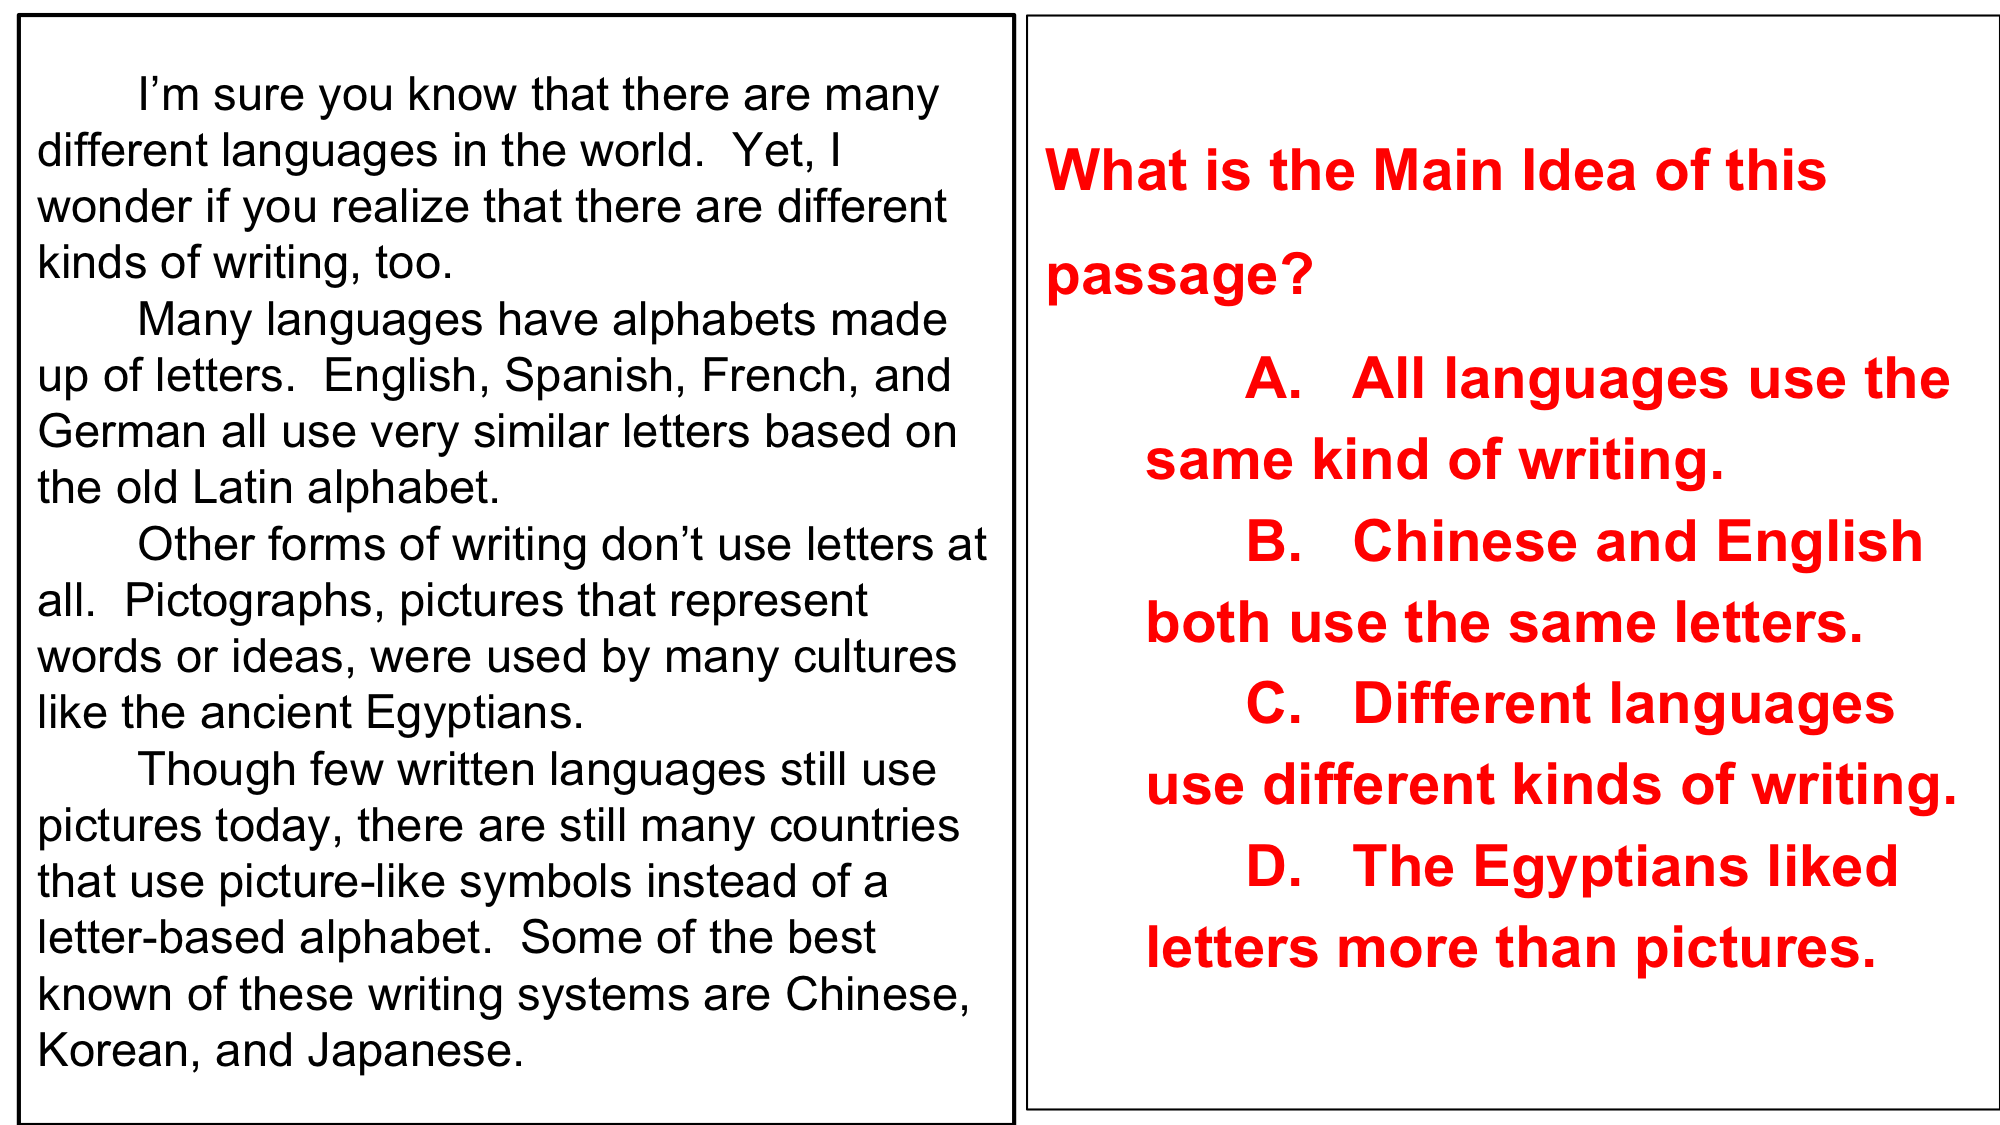 I’m sure you know that there are many
different languages in the world.  Yet, I
wonder if you realize that there are different
kinds of writing, too.
Many languages have alphabets made
up of letters.  English, Spanish, French, and
German all use very similar letters based on
the old Latin alphabet.
Other forms of writing don’t use letters at
all.  Pictographs, pictures that represent
words or ideas, were used by many cultures
like the ancient Egyptians.
Though few written languages still use
pictures today, there are still many countries
that use picture-like symbols instead of a
letter-based alphabet.  Some of the best
known of these writing systems are Chinese,
Korean, and Japanese.
What is the Main Idea of this
passage?
A.   All languages use the
same kind of writing.
B.   Chinese and English
both use the same letters.
C.   Different languages
use different kinds of writing.
D.   The Egyptians liked
letters more than pictures.